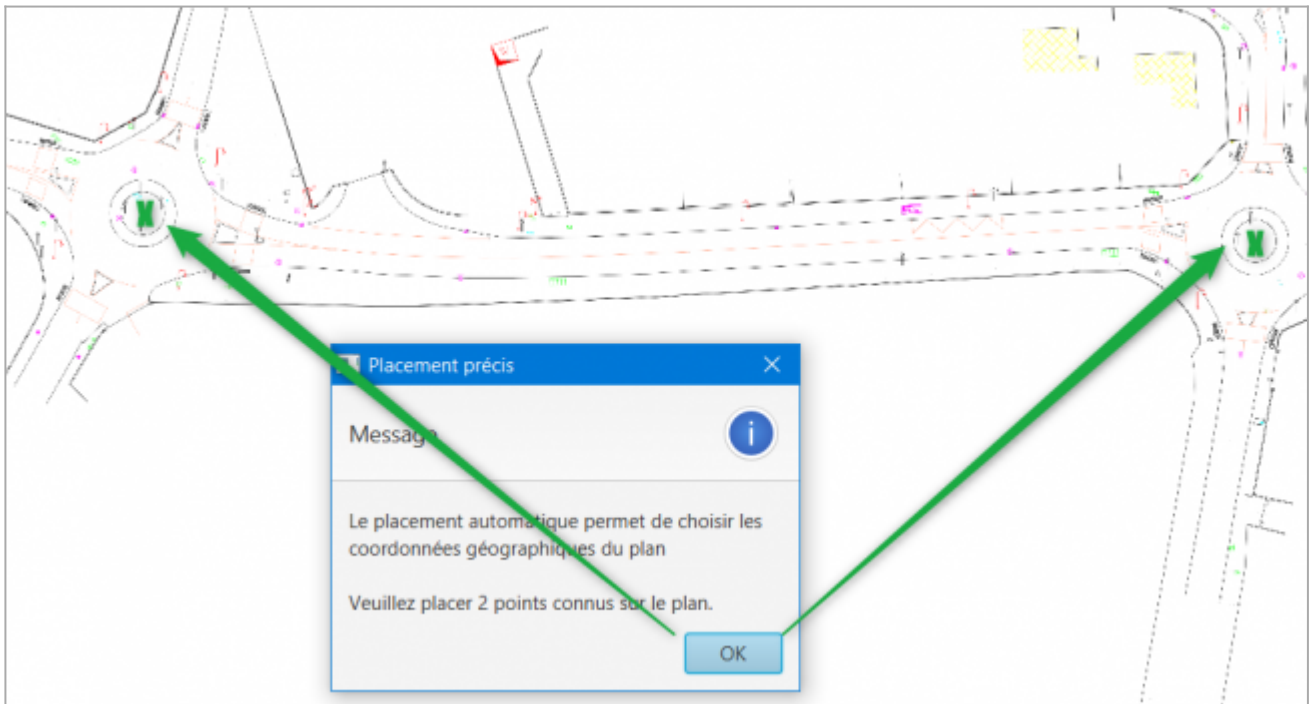 Placement précis
Message
Le placement automatique permet de choisir les
coordonnées géographiques du plan
Veuillez placer 2 points connus sur le plan.
OK